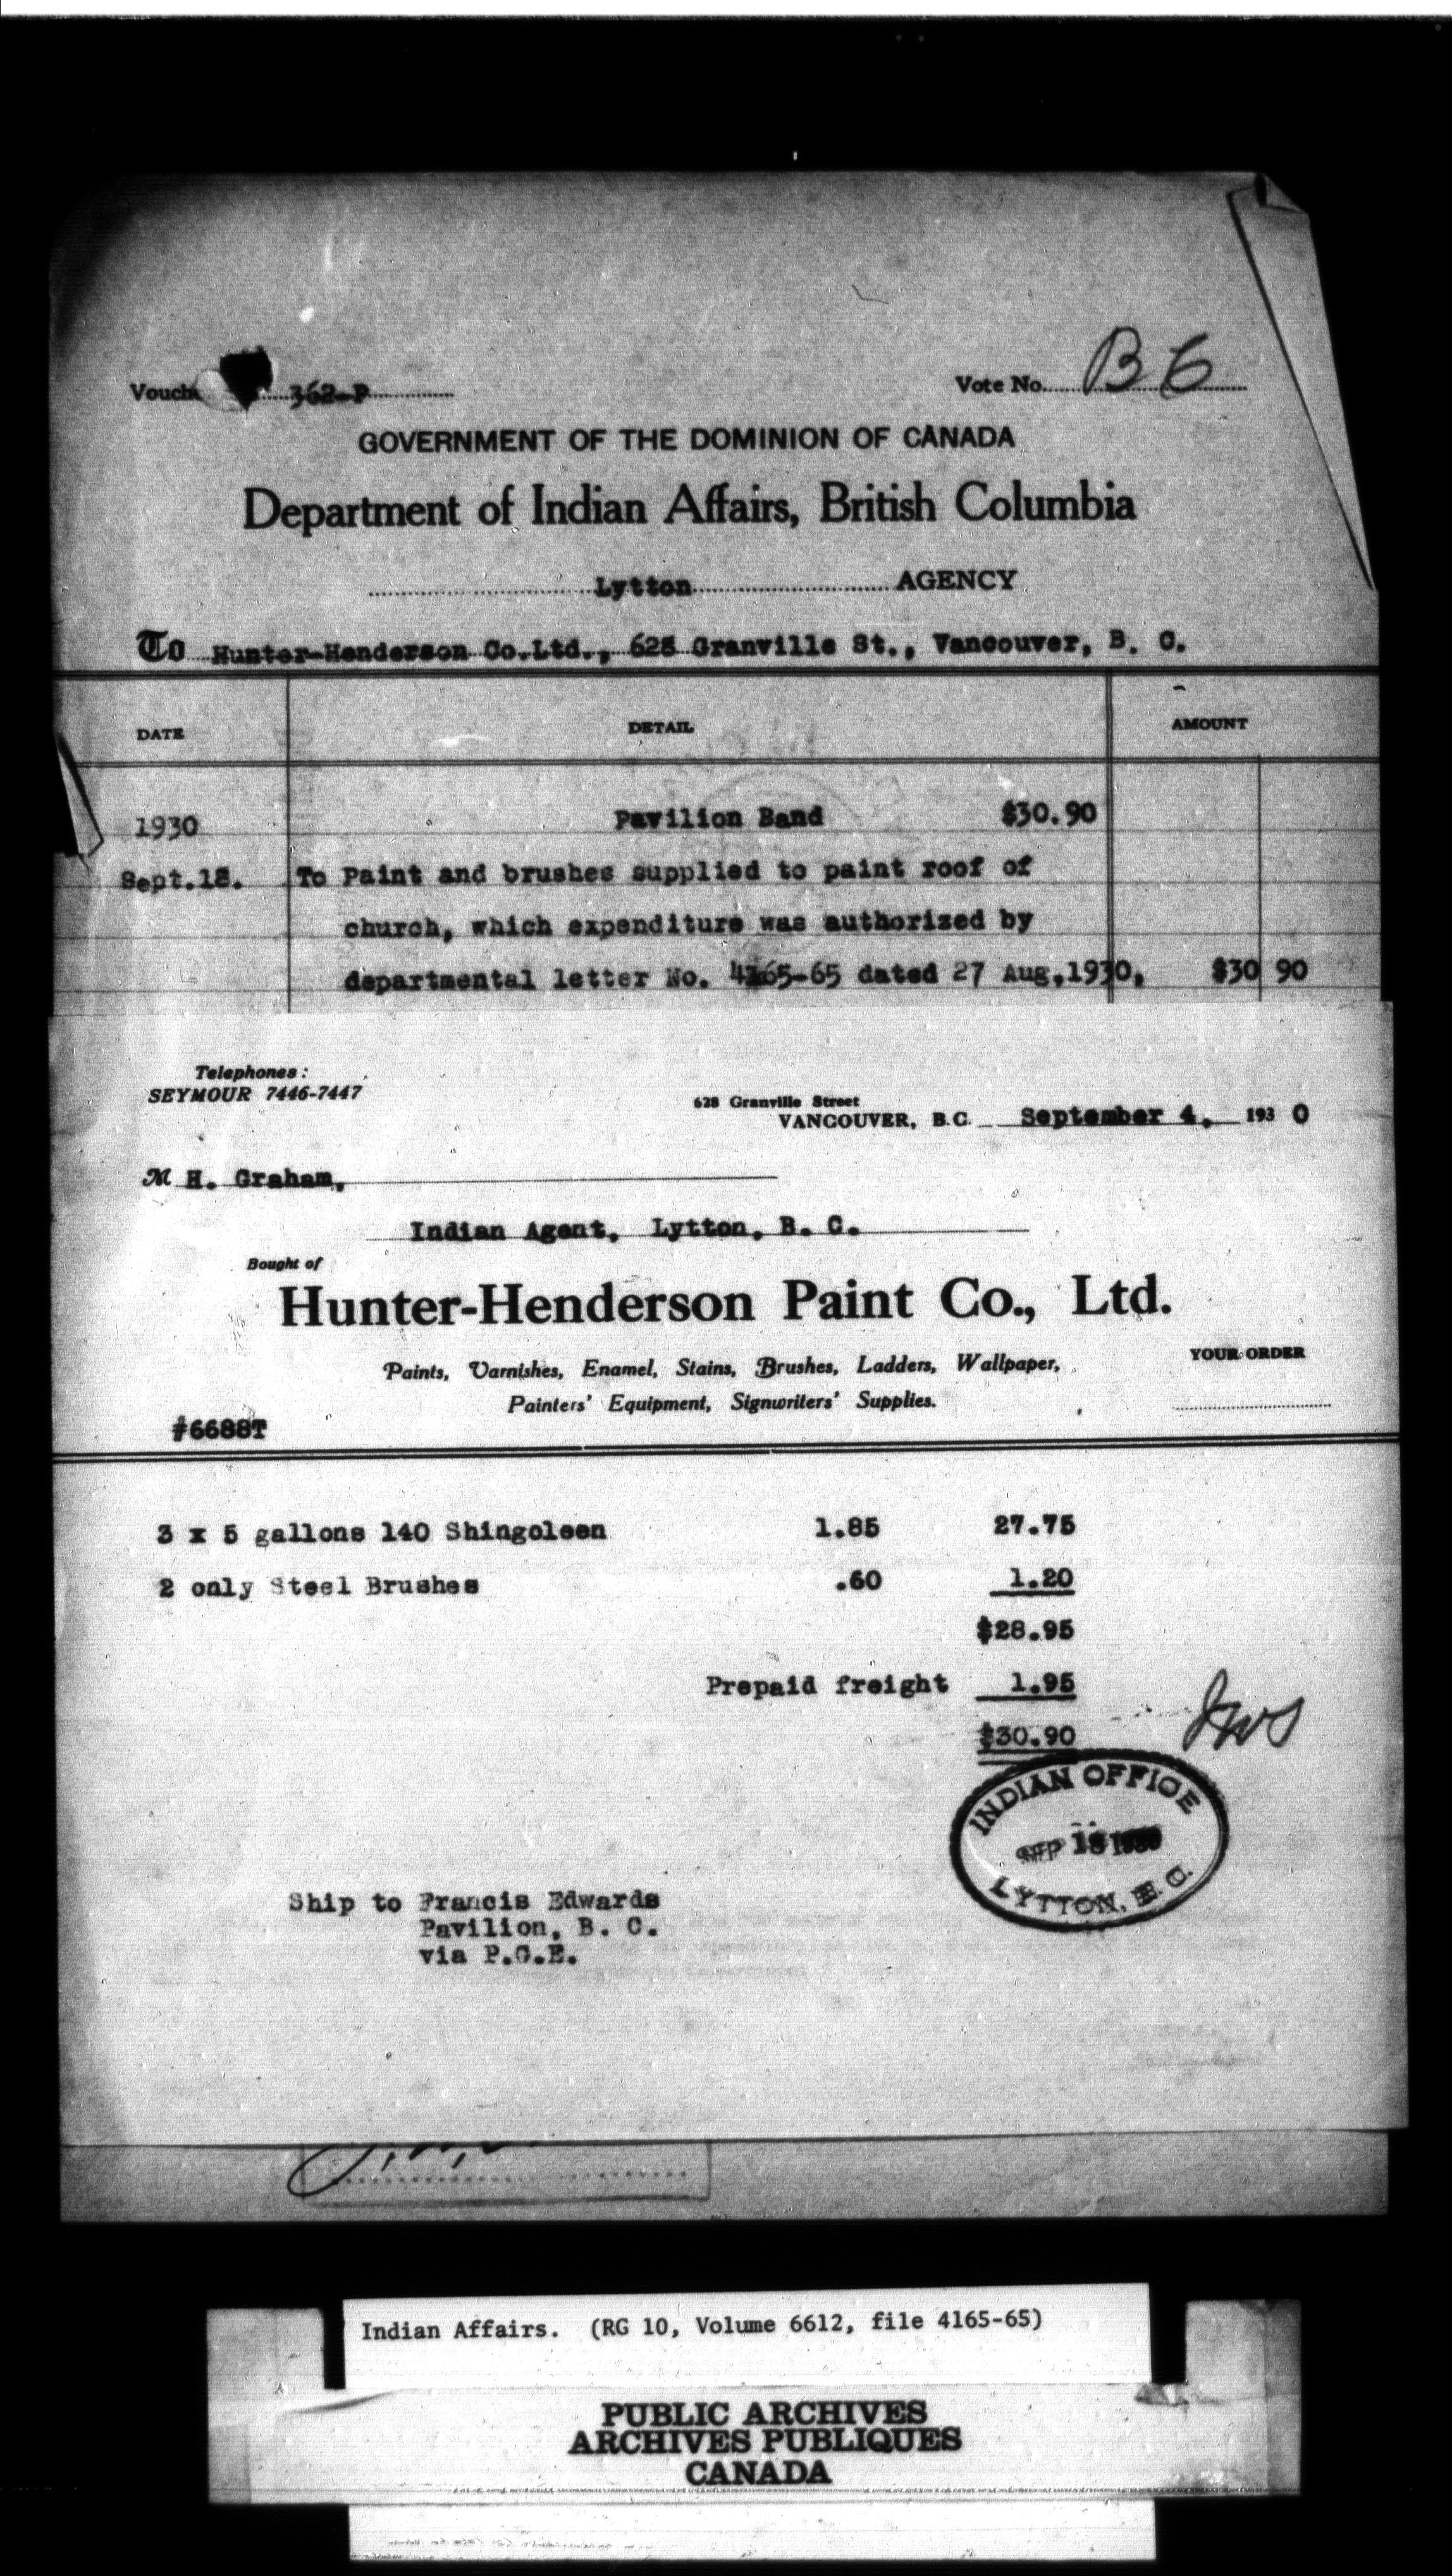 Vouch 362-P
Vote No. B6
GOVERNMENT OF THE DOMINION OF CANADA
Department of Indian Affairs, British Columbia
Lytton AGENCY
To Hunter-Henderson Co.Ltd., 628 Granville St., Vancouver, B. C.
DATE DETAIL AMOUNT
1930 Pavilion Band $30.90
Sept.18. To Paint and brushes supplied to paint roof of
church, which expenditure was authorized by
departmental letter No. 4165-65 dated 27 Aug,1930, $30 90
Telephones:
SEYMOUR 7446-7447
628 Granville Street
VANCOUVER, B.C. September 4, 1930
M H. Graham,
Indian Agent, Lytton, B. C.
Bought of
Hunter-Henderson Paint Co., Ltd.
Paints, Varnishes, Enamel, Stains, Brushes, Ladders, Wallpaper,
Painters' Equipment, Signwriters' Supplies.
YOUR ORDER
#6688T
3 x 5 gallons 140 Shingoleen 1.85 27.75
2 only Steel Brushes .60 1.20
$28.95
Prepaid freight 1.95
$30.90
INDIAN OFFICE
SEP 18 1930
LYTTON, B.C.
Ship to Francis Edwards
Pavilion, B. C.
via P.G.E.
Indian Affairs. (RG 10, Volume 6612, file 4165-65)
PUBLIC ARCHIVES
ARCHIVES PUBLIQUES
CANADA